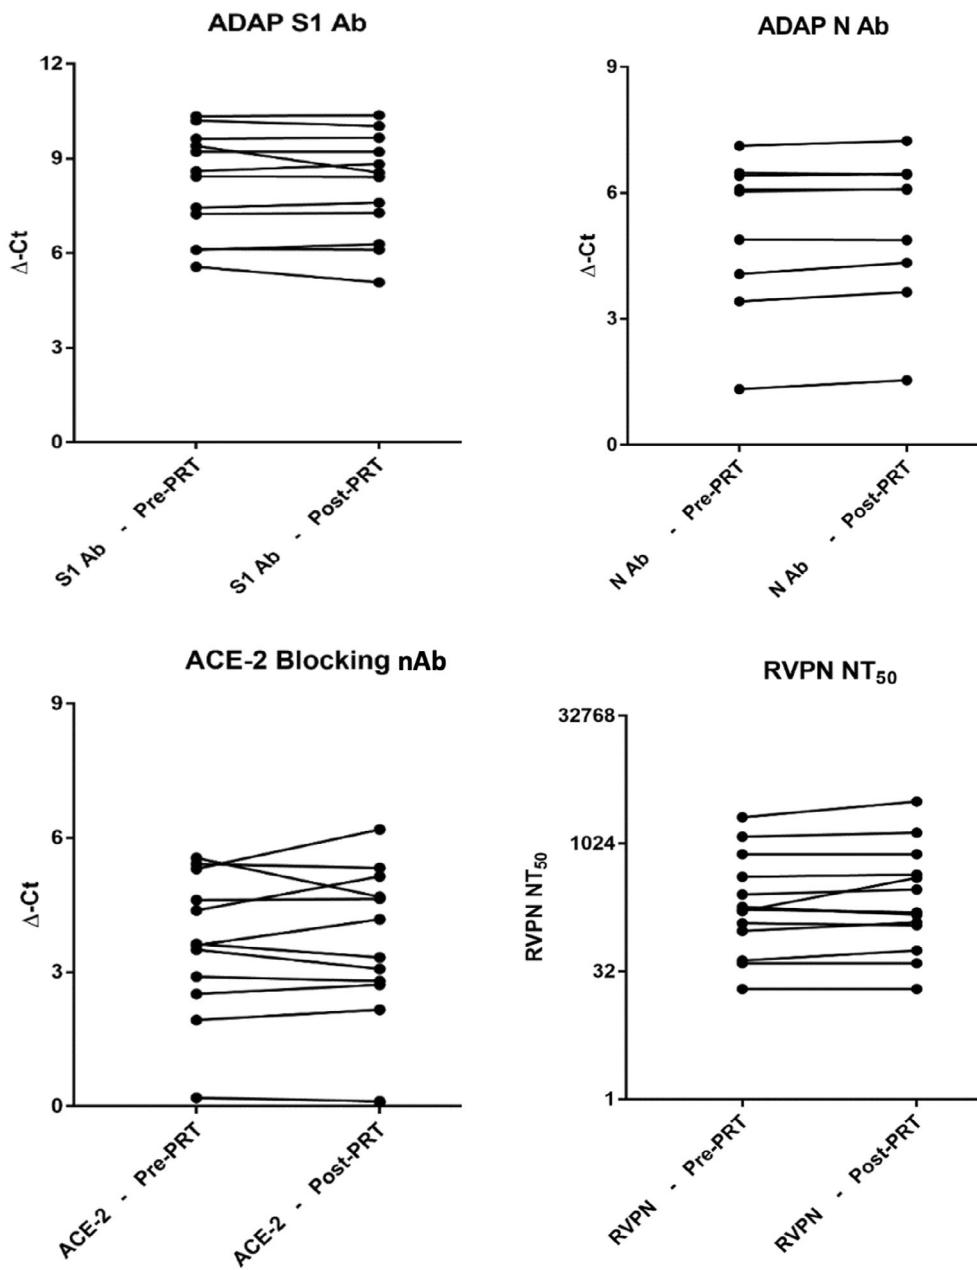 ADAP S1 Ab
12
9
6
3
0
Δ-Ct
S1 Ab - Pre-PRT
S1 Ab - Post-PRT
ADAP N Ab
9
6
3
0
Δ-Ct
N Ab - Pre-PRT
N Ab - Post-PRT
ACE-2 Blocking nAb
9
6
3
0
Δ-Ct
ACE-2 - Pre-PRT
ACE-2 - Post-PRT
RVPN NT₅₀
32768
1024
32
1
RVPN NT₅₀
RVPN - Pre-PRT
RVPN - Post-PRT